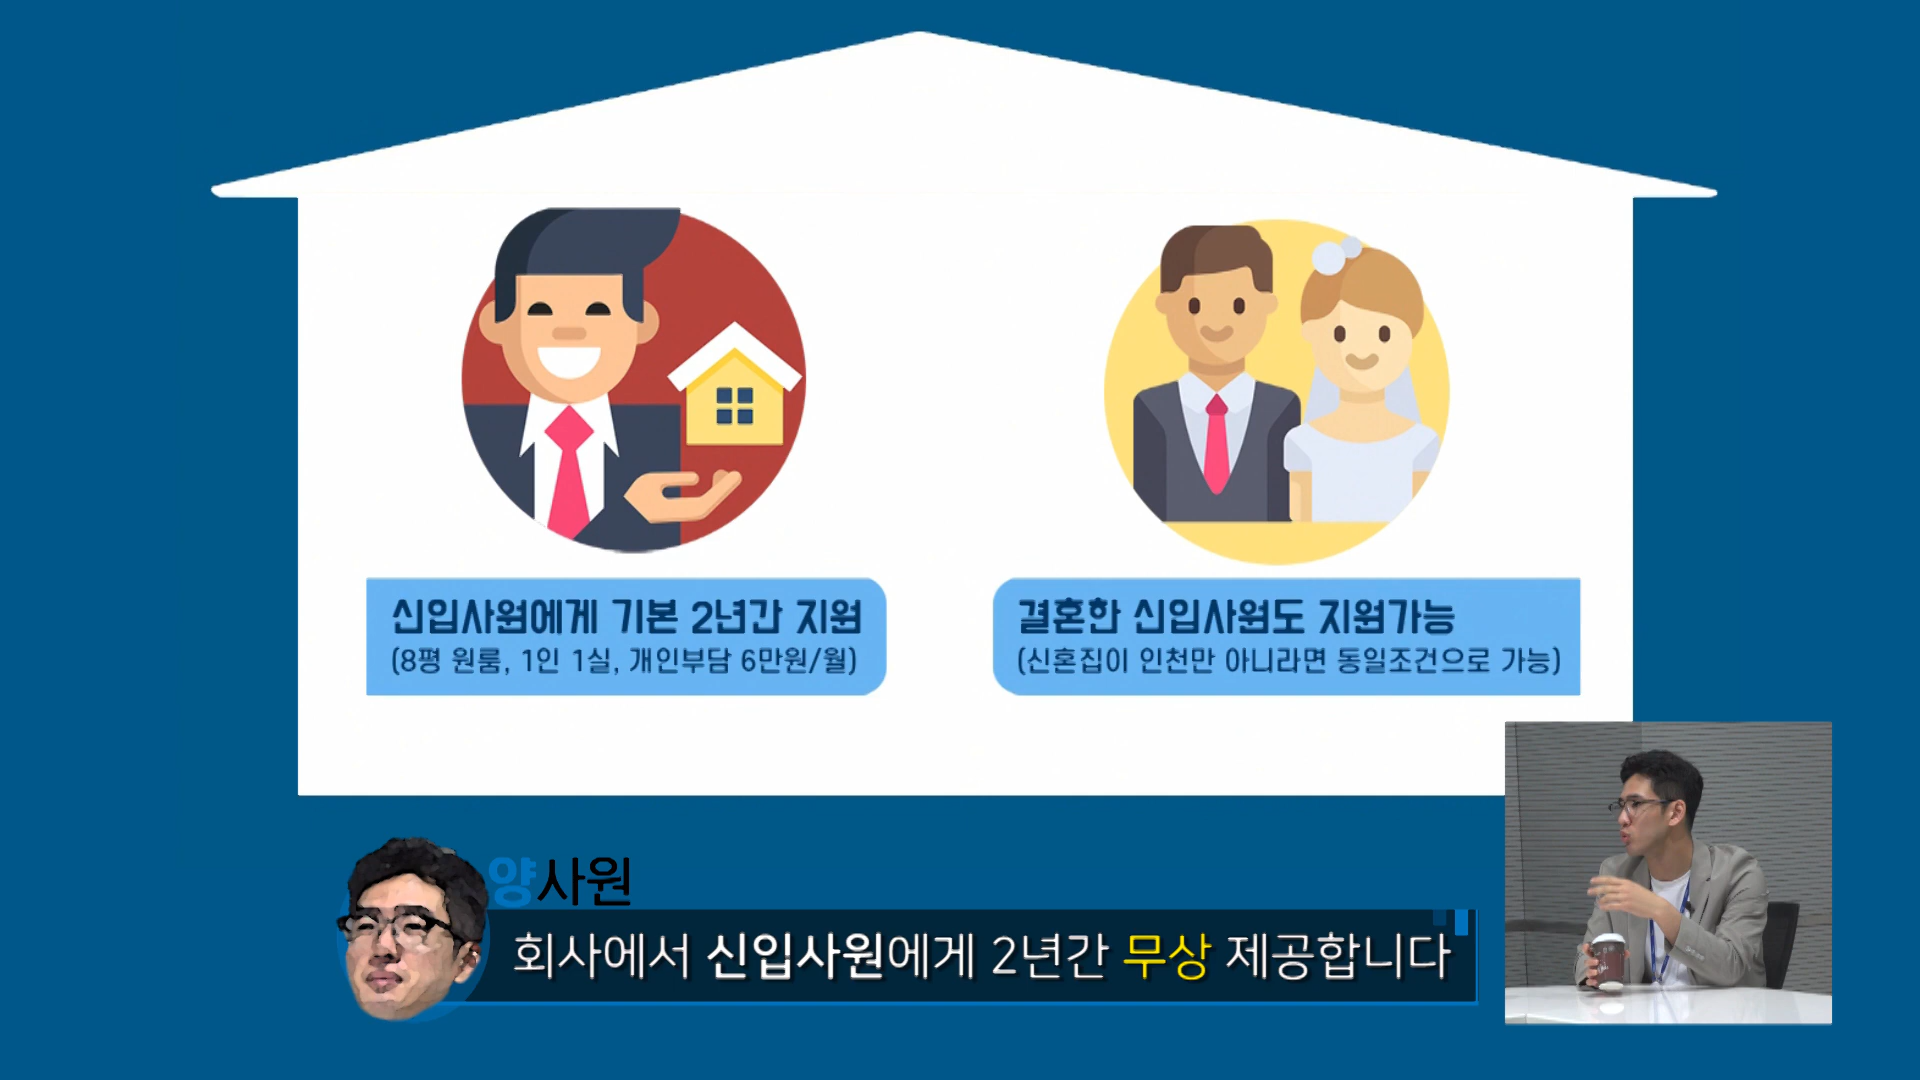 신입사원에게 기본 2년간 지원
(8평 원룸, 1인 1실, 개인부담 6만원/월)
결혼한 신입사원도 지원가능
(신혼집이 인천만 아니라면 동일조건으로 가능)
양사원
회사에서 신입사원에게 2년간 무상 제공합니다